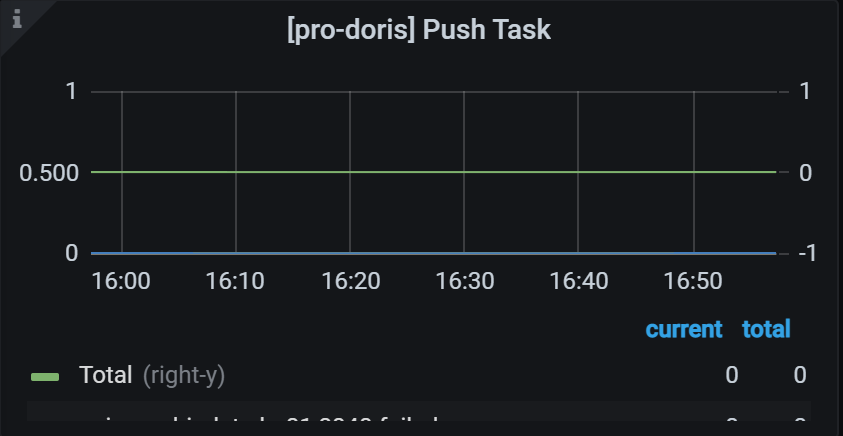 [pro-doris] Push Task
1 1
0.500 0
0 -1
16:00 16:10 16:20 16:30 16:40 16:50
current total
Total (right-y) 0 0